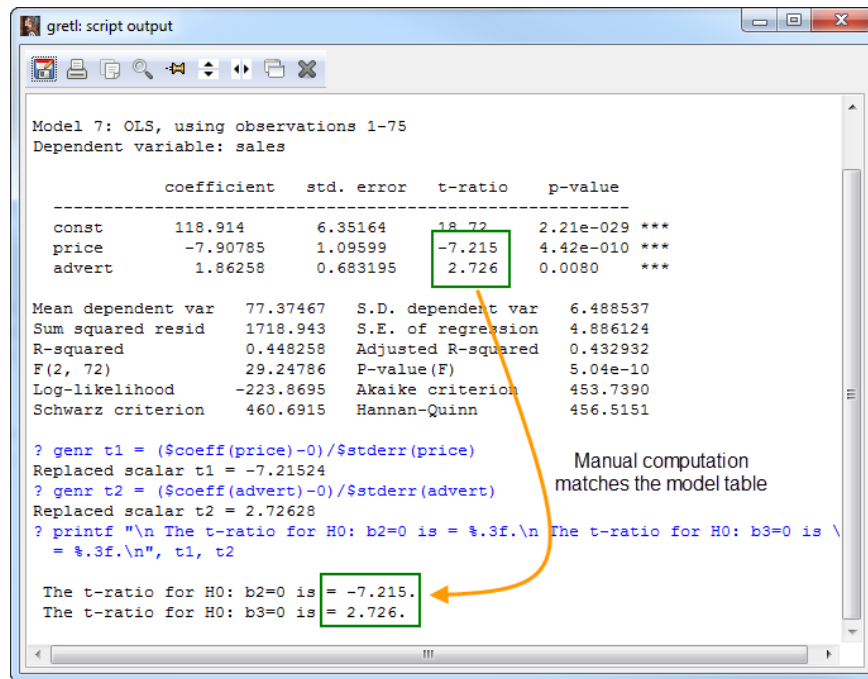 gretl: script output
Model 7: OLS, using observations 1-75
Dependent variable: sales
coefficient std. error t-ratio p-value
-------------------------------------------------------
const 118.914 6.35164 18.72 2.21e-029 ***
price -7.90785 1.09599 -7.215 4.42e-010 ***
advert 1.86258 0.683195 2.726 0.0080 ***
Mean dependent var 77.37467 S.D. dependent var 6.488537
Sum squared resid 1718.943 S.E. of regression 4.886124
R-squared 0.448258 Adjusted R-squared 0.432932
F(2, 72) 29.24786 P-value(F) 5.04e-10
Log-likelihood -223.8695 Akaike criterion 453.7390
Schwarz criterion 460.6915 Hannan-Quinn 456.5151
? genr t1 = ($coeff(price)-0)/$stderr(price)
Replaced scalar t1 = -7.21524
? genr t2 = ($coeff(advert)-0)/$stderr(advert)
Replaced scalar t2 = 2.72628
? printf "\n The t-ratio for H0: b2=0 is = %.3f.\n The t-ratio for H0: b3=0 is \
= %.3f.\n", t1, t2
The t-ratio for H0: b2=0 is = -7.215.
The t-ratio for H0: b3=0 is = 2.726.
Manual computation
matches the model table